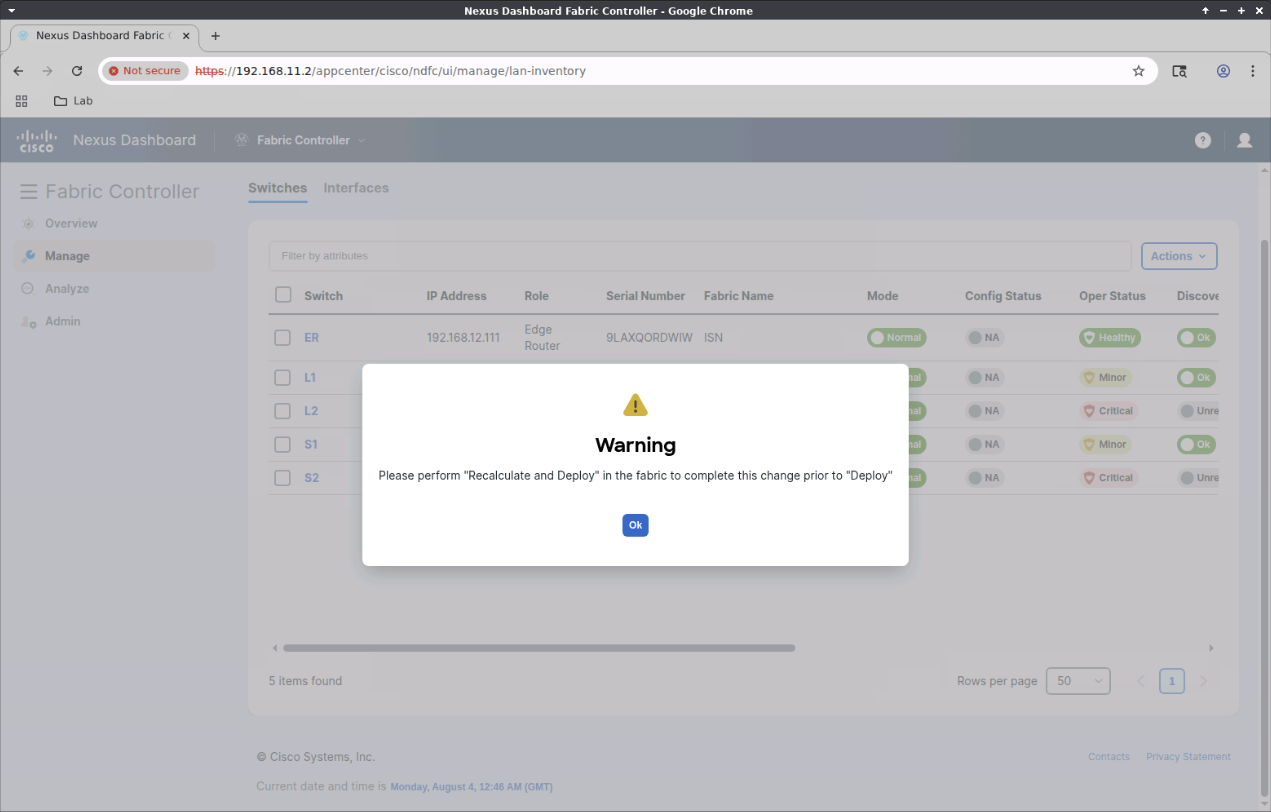 Nexus Dashboard Fabric Controller - Google Chrome
Nexus Dashboard Fabric
Not secure https://192.168.11.2/appcenter/cisco/ndfc/ui/manage/lan-inventory
Lab
CISCO Nexus Dashboard Fabric Controller ?
Fabric Controller
Overview
Manage
Analyze
Admin
Switches Interfaces
Filter by attributes Actions
Switch IP Address Role Serial Number Fabric Name Mode Config Status Oper Status Discove
ER 192.168.12.111 Edge Router 9LAXQORDWIW ISN Normal NA Healthy Ok
L1 nal NA Minor Ok
L2 nal NA Critical Unre
S1 nal NA Minor Ok
S2 nal NA Critical Unre
Warning
Please perform "Recalculate and Deploy" in the fabric to complete this change prior to "Deploy"
Ok
5 items found Rows per page 50 1
© Cisco Systems, Inc. Contacts Privacy Statement
Current date and time is Monday, August 4, 12:46 AM (GMT)